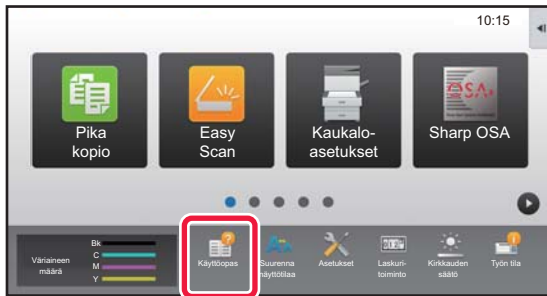 10:15
Pika
kopio
Easy
Scan
Kaukalo-
asetukset
Sharp OSA
Väriaineen
määrä
Bk
C
M
Y
Käyttöopas
Suurenna
näyttötilaa
Asetukset
Laskuri-
toiminto
Kirkkauden
säätö
Työn tila